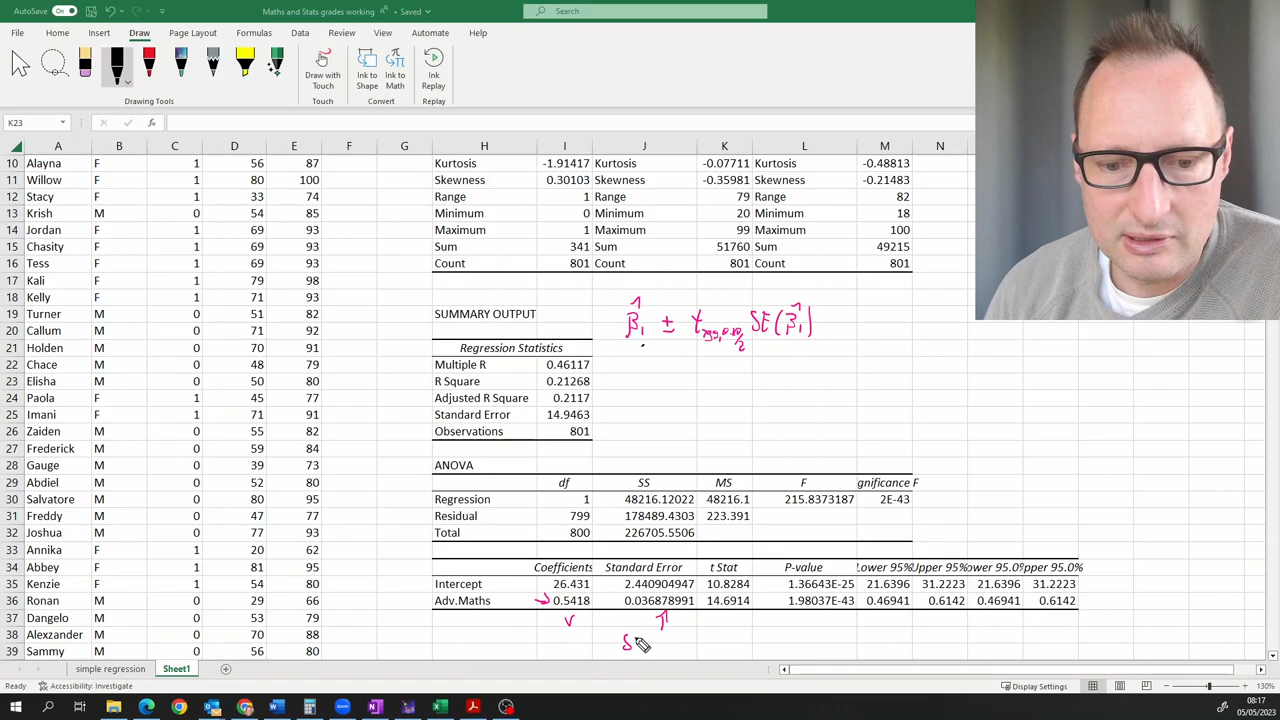 AutoSave On Maths and Stats grades working • Saved Search
File Home Insert Draw Page Layout Formulas Data Review View Automate Help
Draw with Touch Ink to Shape Ink to Math Ink Replay
Drawing Tools Touch Convert Replay
K23
A B C D E F G H I J K L M N O P Q R S
10 Alayna F 1 56 87 Kurtosis -1.91417 Kurtosis -0.07711 Kurtosis -0.48813
11 Willow F 1 80 100 Skewness 0.30103 Skewness -0.35981 Skewness -0.21483
12 Stacy F 1 33 74 Range 1 Range 79 Range 82
13 Krish M 0 54 85 Minimum 0 Minimum 20 Minimum 18
14 Jordan F 1 69 93 Maximum 1 Maximum 99 Maximum 100
15 Chasity F 1 69 93 Sum 341 Sum 51760 Sum 49215
16 Tess F 1 69 93 Count 801 Count 801 Count 801
17 Kali F 1 79 98
18 Kelly F 1 71 93
19 Turner M 0 51 82 SUMMARY OUTPUT
20 Callum M 0 71 92
21 Holden M 0 70 91 Regression Statistics
22 Chace M 0 48 79 Multiple R 0.46117
23 Elisha M 0 50 80 R Square 0.21268
24 Paola F 1 45 77 Adjusted R Square 0.2117
25 Imani F 1 71 91 Standard Error 14.9463
26 Zaiden M 0 55 82 Observations 801
27 Frederick M 0 59 84
28 Gauge M 0 39 73 ANOVA
29 Abdiel M 0 52 80 df SS MS F gnificance F
30 Salvatore M 0 80 95 Regression 1 48216.12022 48216.1 215.8373187 2E-43
31 Freddy M 0 47 77 Residual 799 178489.4303 223.391
32 Joshua M 0 77 93 Total 800 226705.5506
33 Annika F 1 20 62
34 Abbey F 1 81 95 Coefficients Standard Error t Stat P-value Lower 95% Upper 95% ower 95.0% pper 95.0%
35 Kenzie F 1 54 80 Intercept 26.431 2.440904947 10.8284 1.36643E-25 21.6396 31.2223 21.6396 31.2223
36 Ronan M 0 29 66 Adv.Maths 0.5418 0.036878991 14.6914 1.98037E-43 0.46941 0.6142 0.46941 0.6142
37 Dangelo M 0 53 79
38 Alexzander M 0 70 88
39 Sammy M 0 56 80
simple regression Sheet1
Ready Accessibility: Investigate Display Settings 130%
08:17
05/05/2023